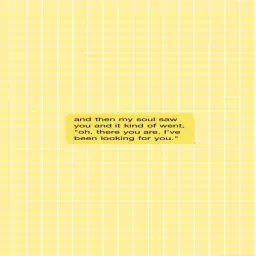 and then my soul saw
you and it kind of went,
"oh, there you are. I've
been looking for you."